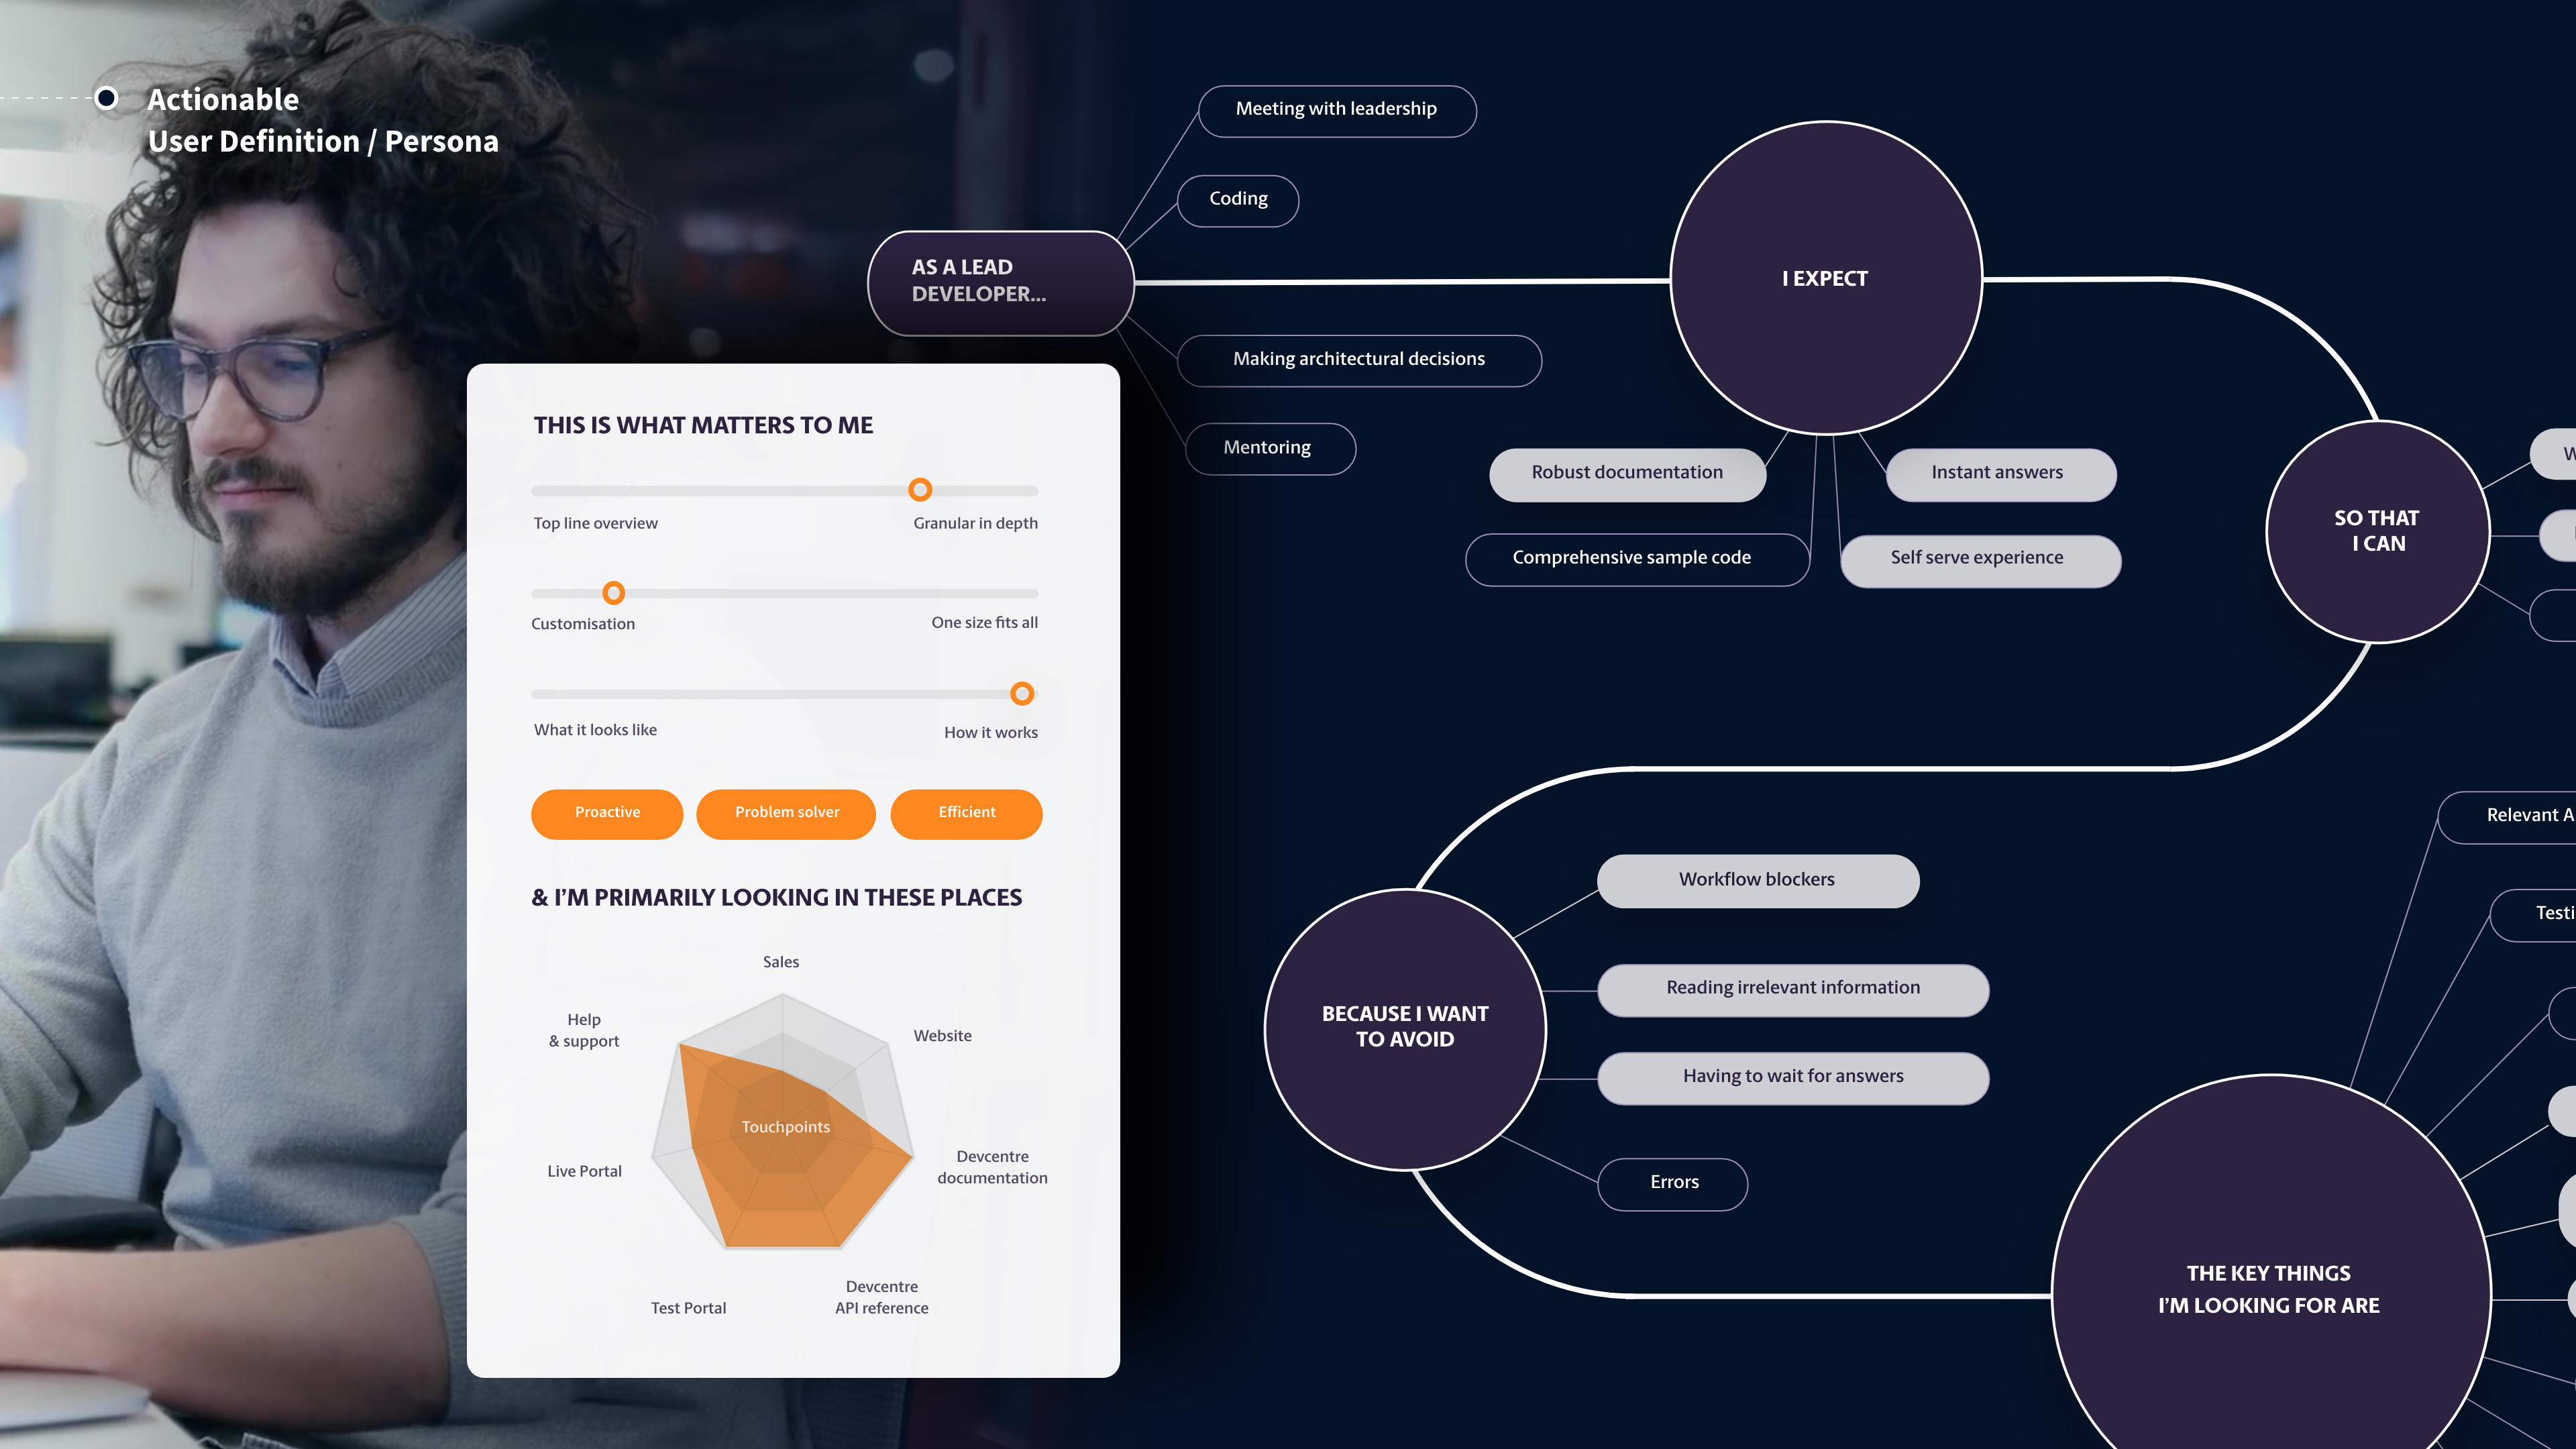 Actionable
User Definition / Persona
AS A LEAD
DEVELOPER...
Meeting with leadership
Coding
Making architectural decisions
Mentoring
I EXPECT
Robust documentation
Instant answers
Comprehensive sample code
Self serve experience
SO THAT
I CAN
THIS IS WHAT MATTERS TO ME
Top line overview
Granular in depth
Customisation
One size fits all
What it looks like
How it works
Proactive
Problem solver
Efficient
& I’M PRIMARILY LOOKING IN THESE PLACES
Sales
Help
& support
Website
Touchpoints
Live Portal
Devcentre
documentation
Test Portal
Devcentre
API reference
BECAUSE I WANT
TO AVOID
Workflow blockers
Reading irrelevant information
Having to wait for answers
Errors
THE KEY THINGS
I’M LOOKING FOR ARE
Relevant A
Testi